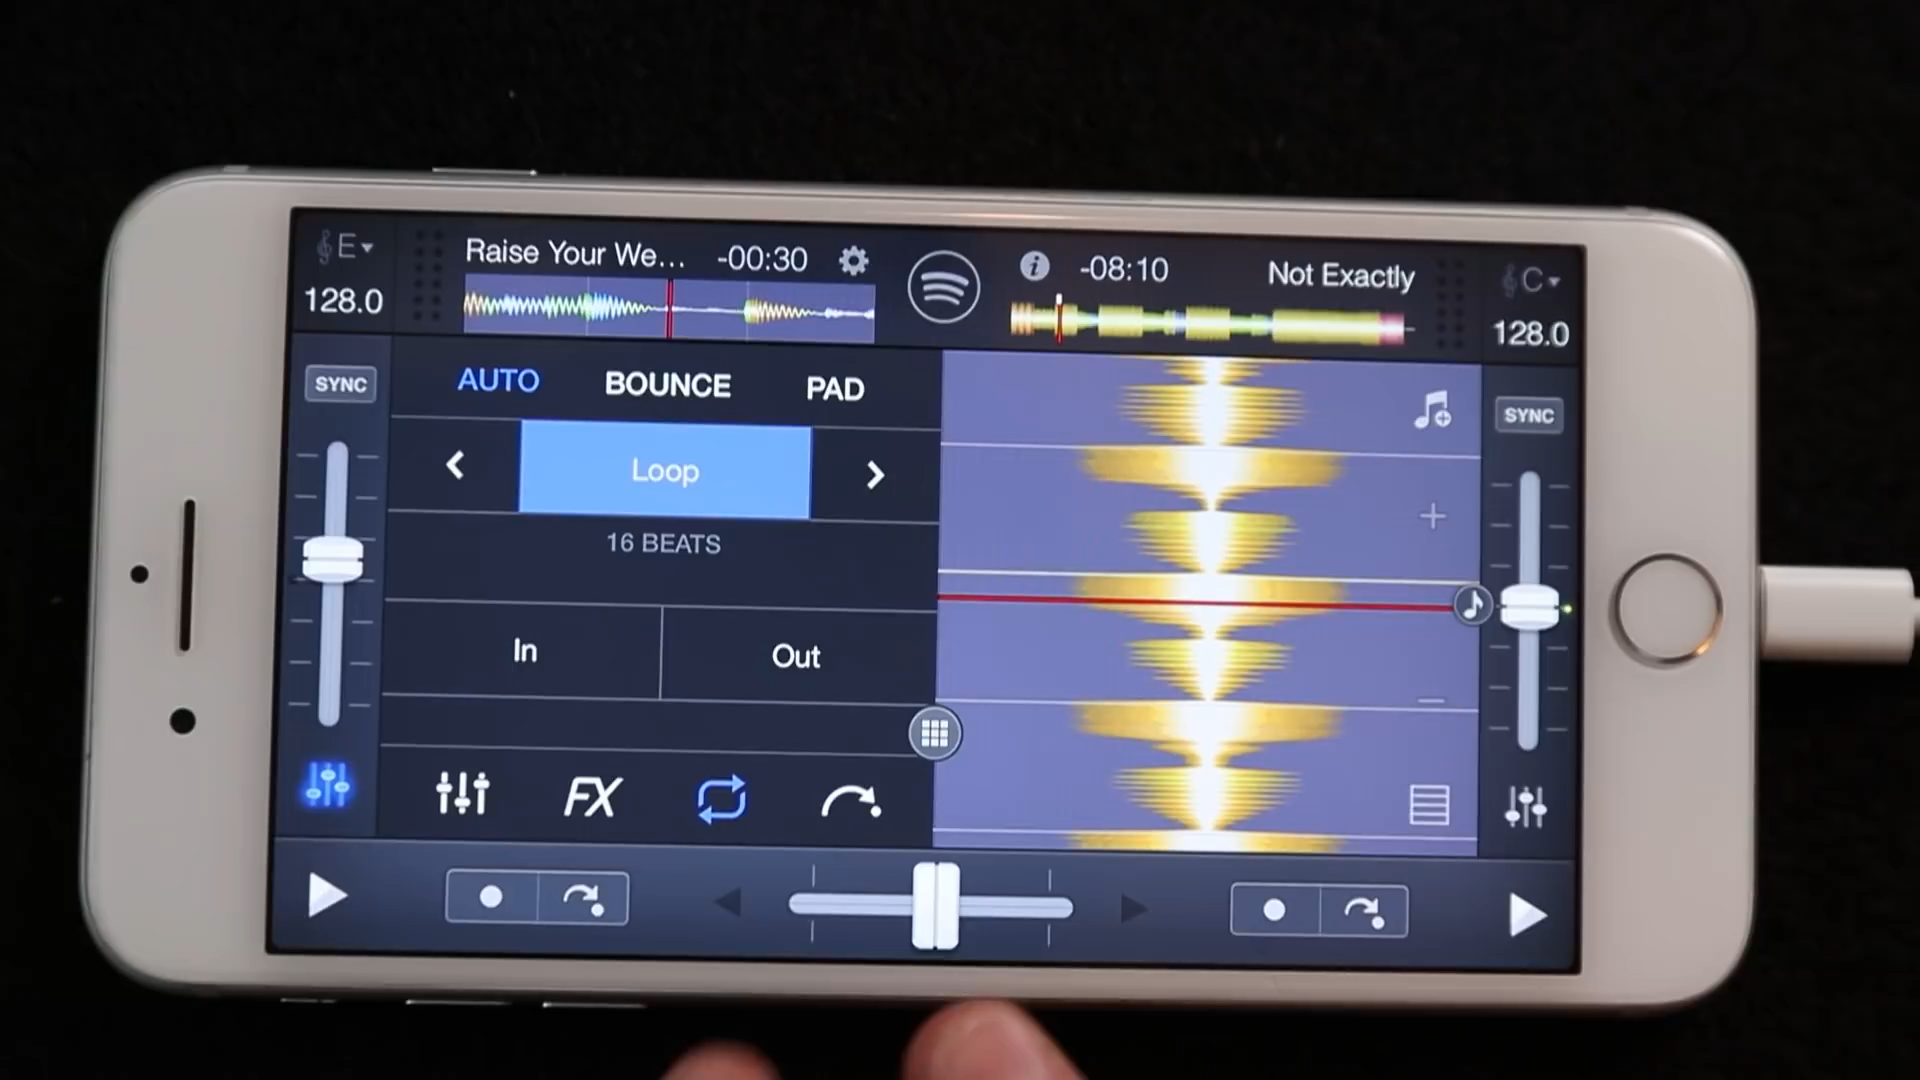 E
128.0
Raise Your We...
-00:30
-08:10
Not Exactly
C
128.0
SYNC
AUTO
BOUNCE
PAD
SYNC
Loop
16 BEATS
In
Out
FX